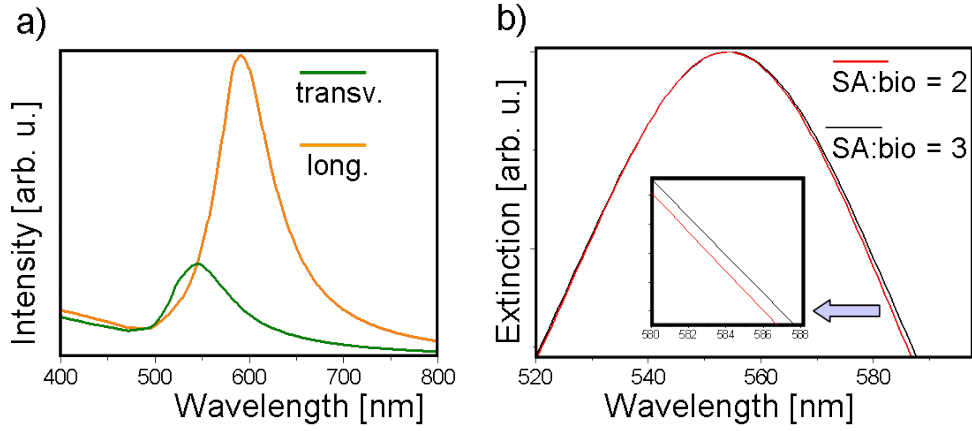 a)
Intensity [arb. u.]
transv.
long.
400 500 600 700 800
Wavelength [nm]
b)
Extinction [arb. u.]
SA:bio = 2
SA:bio = 3
580 582 584 586 588
520 540 560 580
Wavelength [nm]